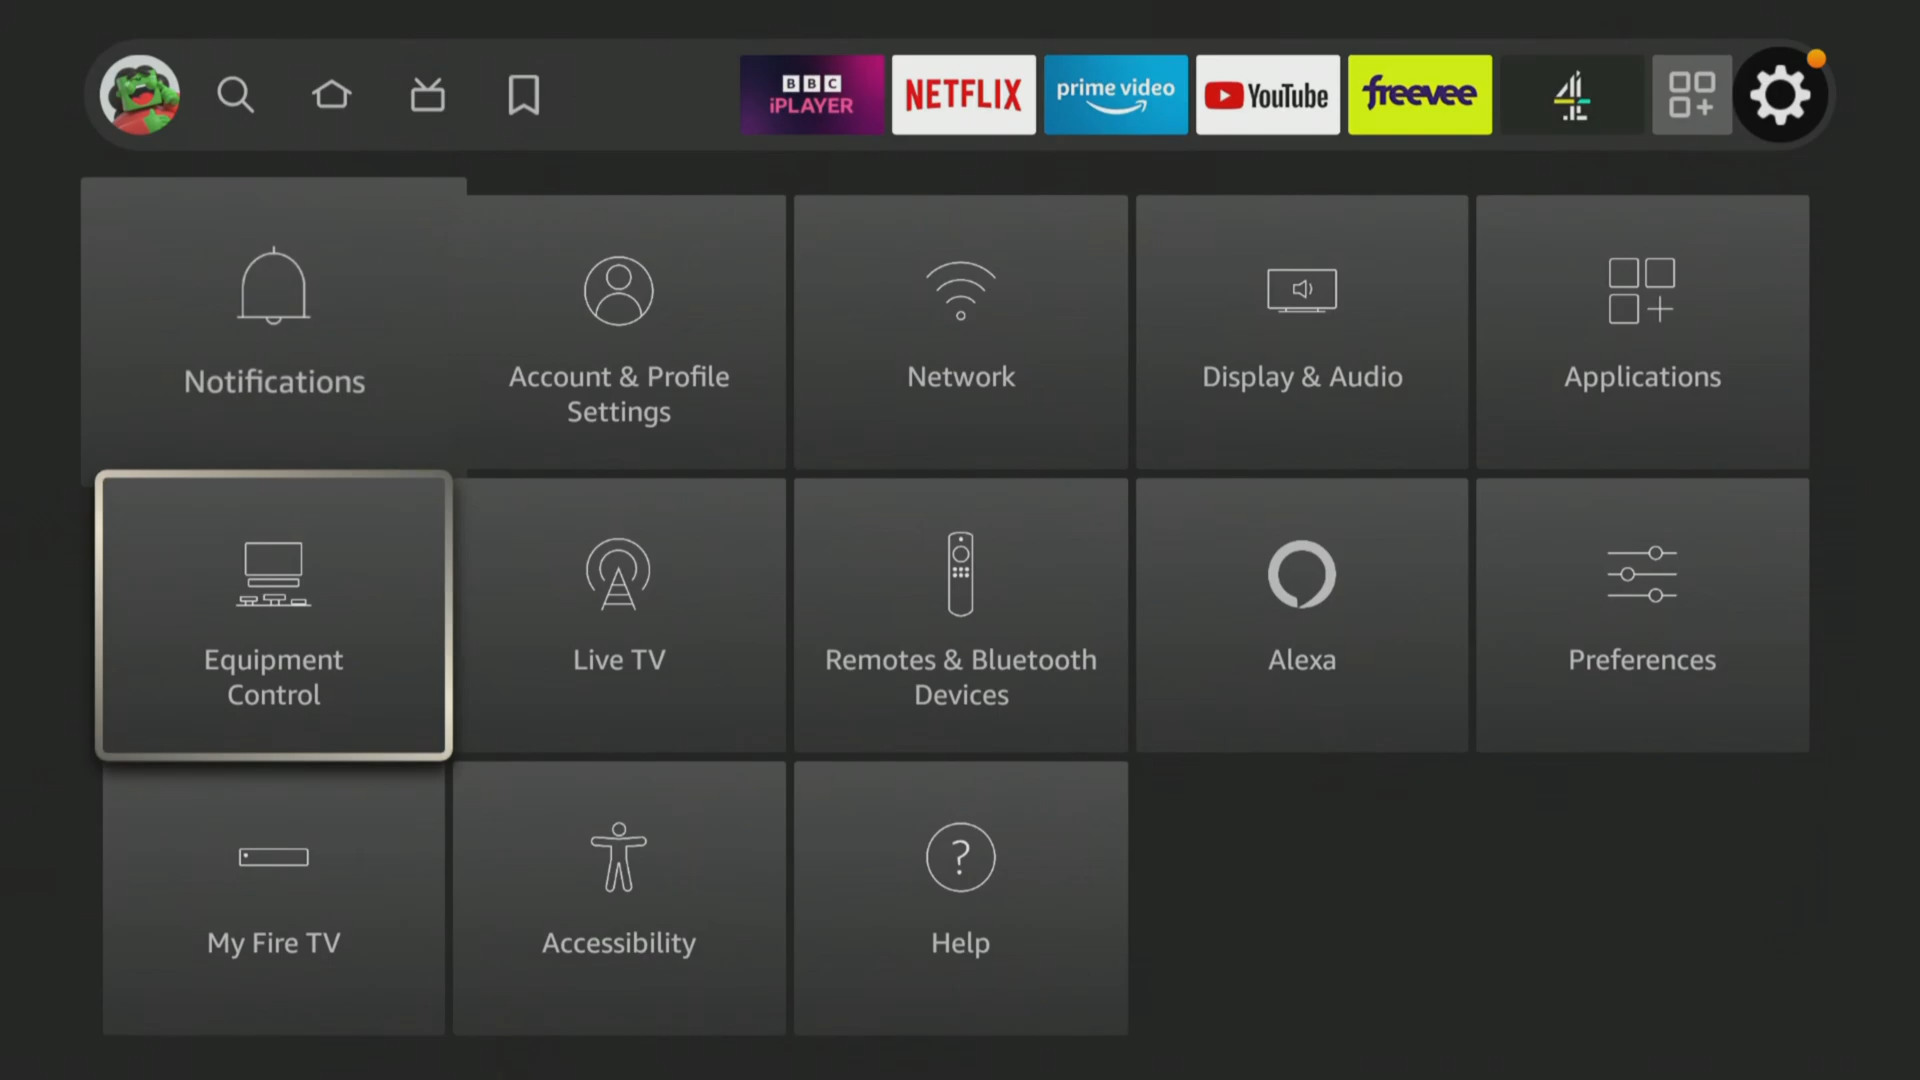 BBC
iPLAYER
NETFLIX
prime video
YouTube
freevee
4
Notifications
Account & Profile
Settings
Network
Display & Audio
Applications
Equipment
Control
Live TV
Remotes & Bluetooth
Devices
Alexa
Preferences
My Fire TV
Accessibility
?
Help